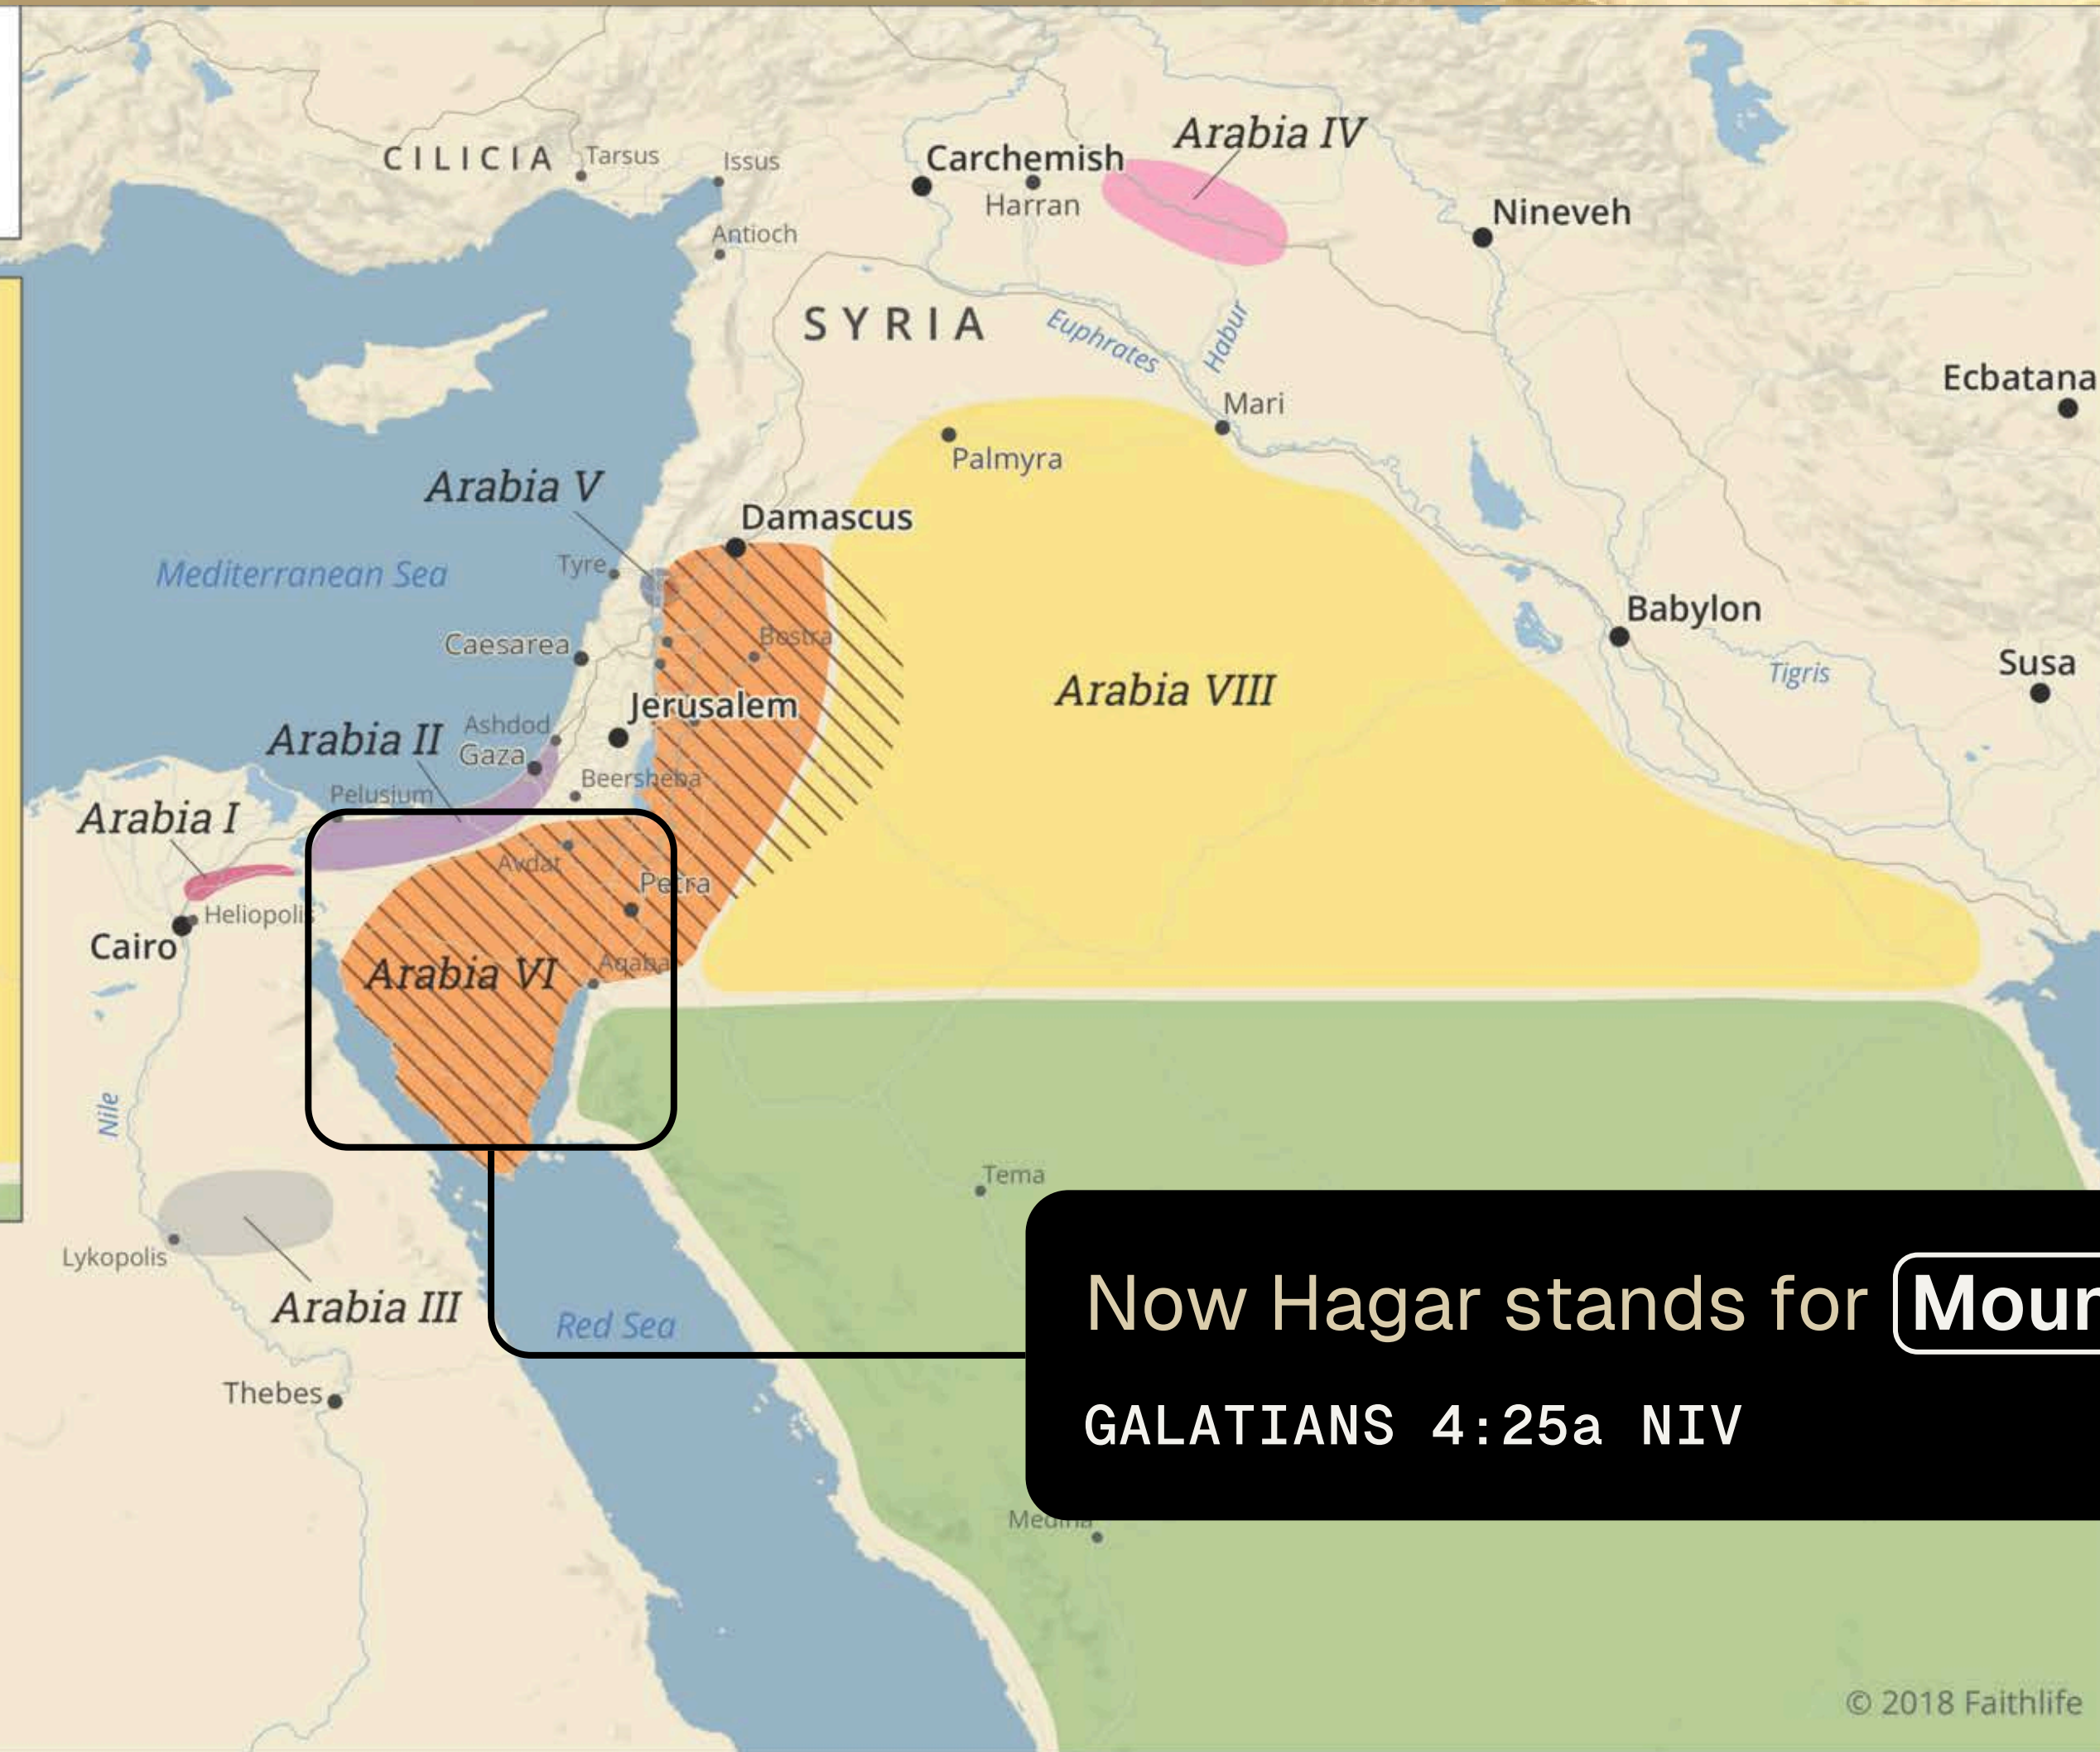 Arabia IV
CILICIA
Tarsus
Issus
Carchemish
Harran
Nineveh
Antioch
SYRIA
Euphrates
Habur
Ecbatana
Mari
Palmyra
Arabia V
Damascus
Mediterranean Sea
Tyre
Babylon
Bostra
Caesarea
Susa
Tigris
Arabia VIII
Jerusalem
Ashdod
Arabia II
Gaza
Beersheba
Pelusium
Arabia I
Avdat
Petra
Heliopolis
Cairo
Aqaba
Arabia VI
Nile
Tema
Lykopolis
Arabia III
Red Sea
Now Hagar stands for
Thebes
GALATIANS 4:25a NIV
Medina
© 2018 Faithlife